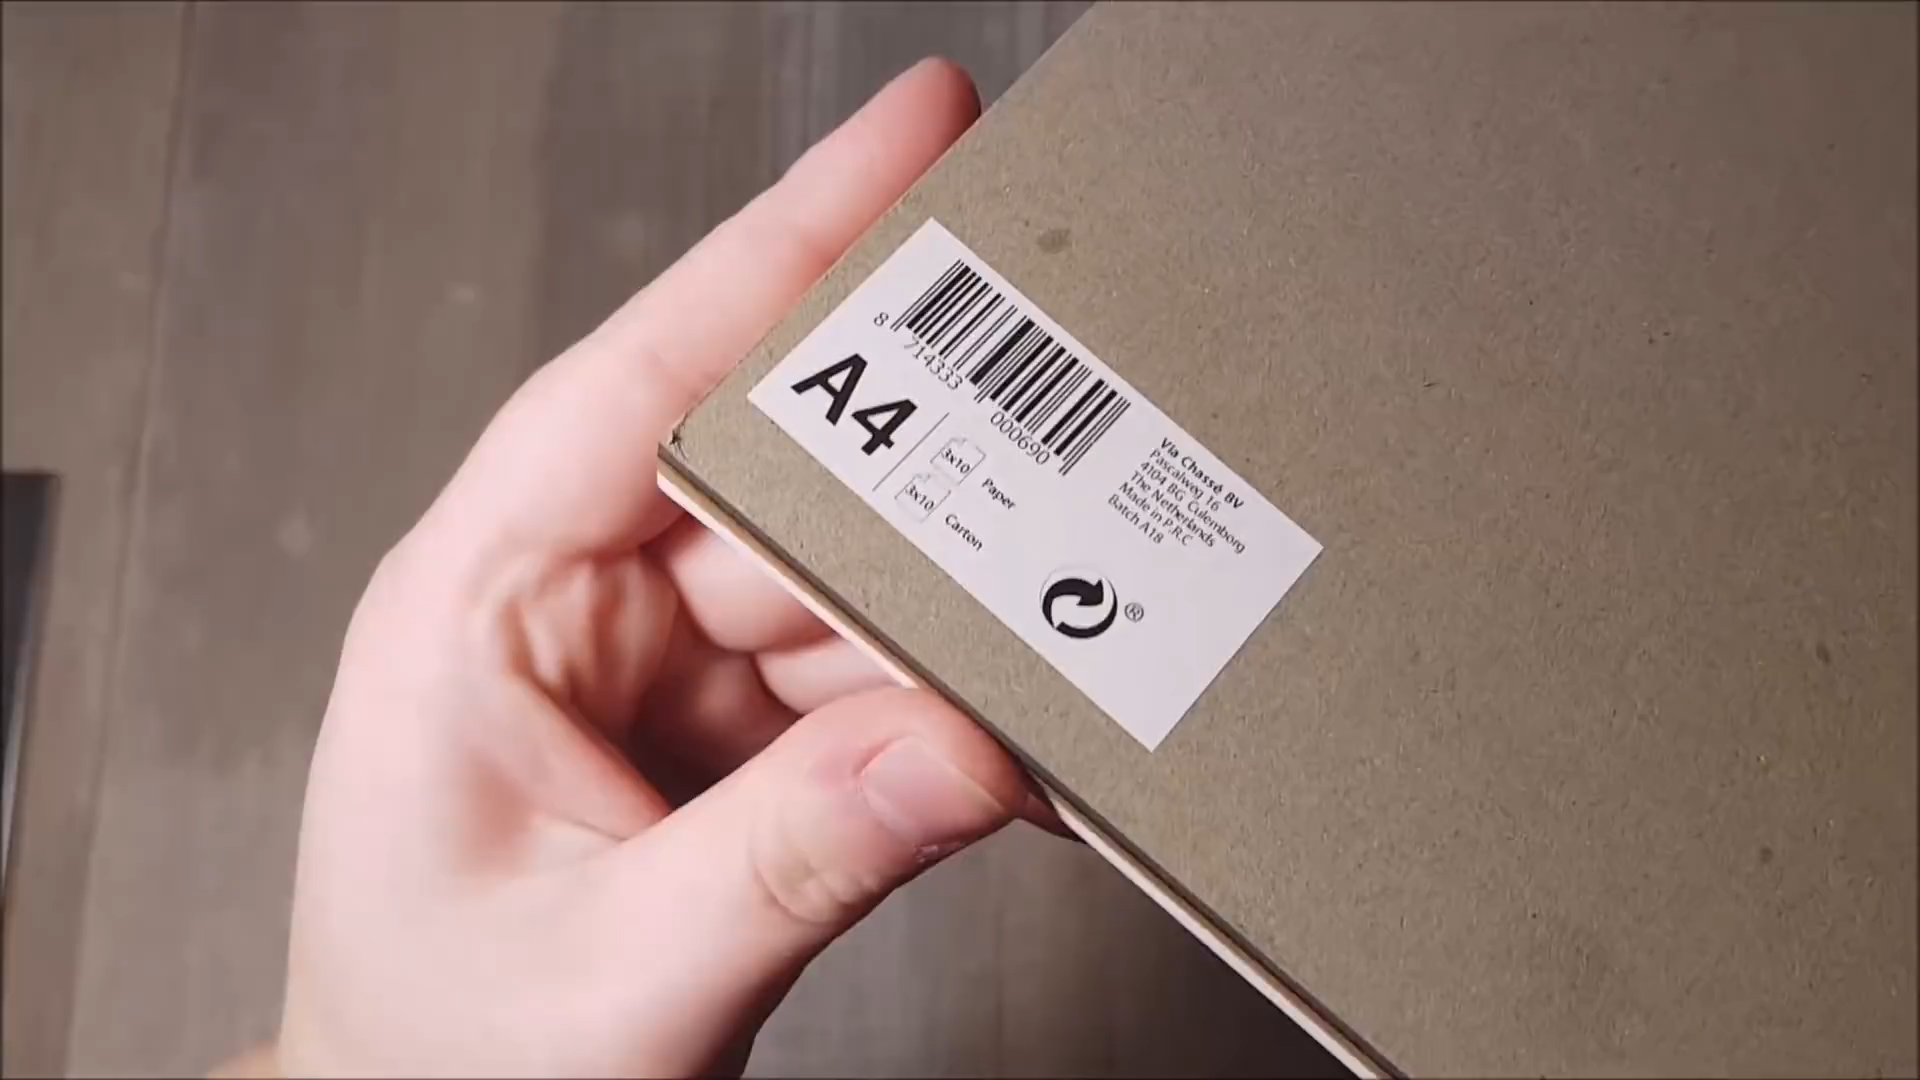 8 714333 000690
A4
3x10 Paper
3x10 Carton
Via Chassé BV
Pascalweg 16
4104 BG Culemborg
The Netherlands
Made in P.R.C
Batch A18
®